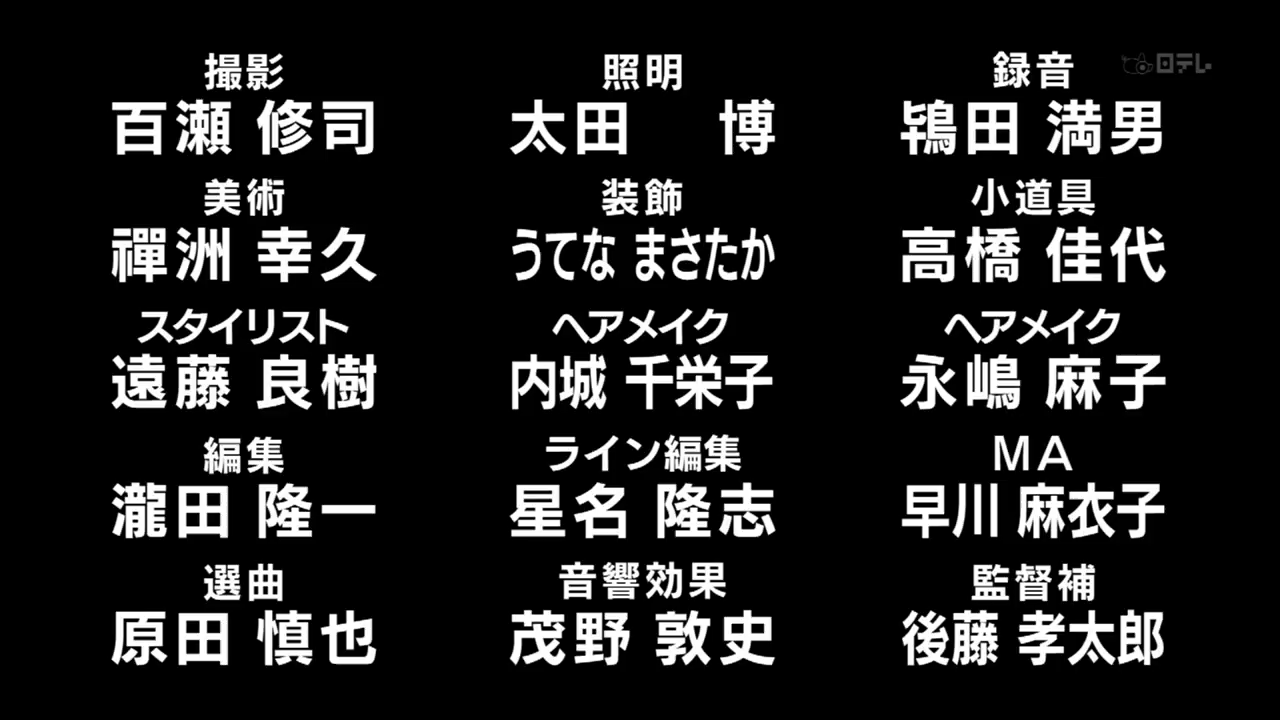 日テレ
撮影
百瀬 修司
照明
太田 博
録音
鴇田 満男
美術
禪洲 幸久
装飾
うてな まさたか
小道具
高橋 佳代
スタイリスト
遠藤 良樹
ヘアメイク
内城 千栄子
ヘアメイク
永嶋 麻子
編集
瀧田 隆一
ライン編集
星名 隆志
MA
早川 麻衣子
選曲
原田 慎也
音響効果
茂野 敦史
監督補
後藤 孝太郎